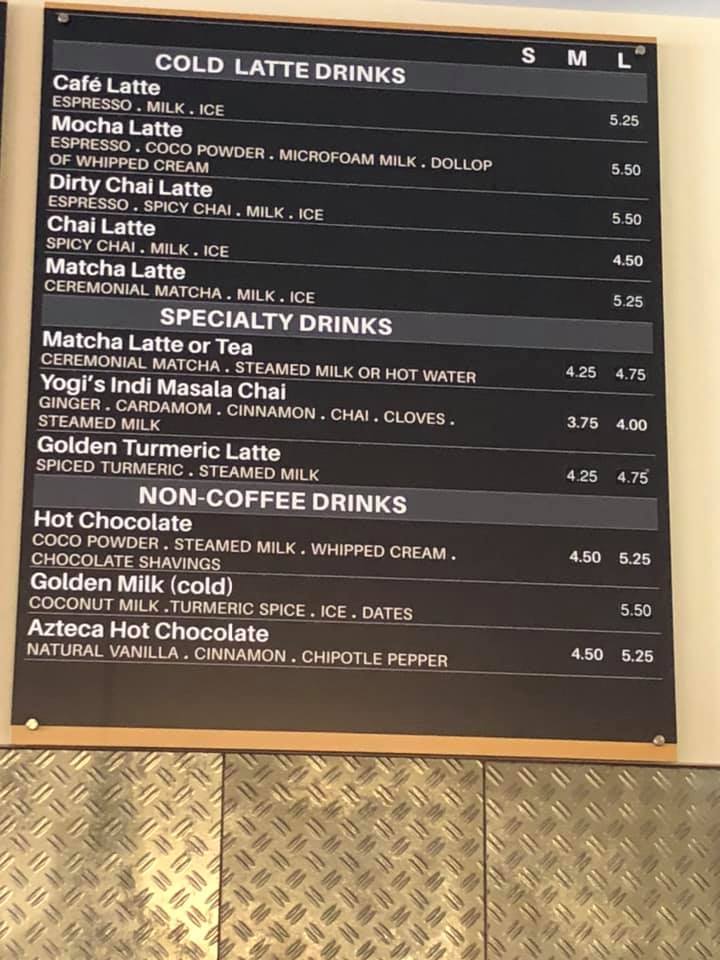 S M L
COLD LATTE DRINKS
Café Latte
ESPRESSO . MILK . ICE 5.25
Mocha Latte
ESPRESSO . COCO POWDER . MICROFOAM MILK . DOLLOP
OF WHIPPED CREAM 5.50
Dirty Chai Latte
ESPRESSO . SPICY CHAI . MILK . ICE 5.50
Chai Latte
SPICY CHAI . MILK . ICE 4.50
Matcha Latte
CEREMONIAL MATCHA . MILK . ICE 5.25
SPECIALTY DRINKS
Matcha Latte or Tea
CEREMONIAL MATCHA . STEAMED MILK OR HOT WATER 4.25 4.75
Yogi's Indi Masala Chai
GINGER . CARDAMOM . CINNAMON . CHAI . CLOVES .
STEAMED MILK 3.75 4.00
Golden Turmeric Latte
SPICED TURMERIC . STEAMED MILK 4.25 4.75
NON-COFFEE DRINKS
Hot Chocolate
COCO POWDER . STEAMED MILK . WHIPPED CREAM .
CHOCOLATE SHAVINGS 4.50 5.25
Golden Milk (cold)
COCONUT MILK .TURMERIC SPICE . ICE . DATES 5.50
Azteca Hot Chocolate
NATURAL VANILLA . CINNAMON . CHIPOTLE PEPPER 4.50 5.25